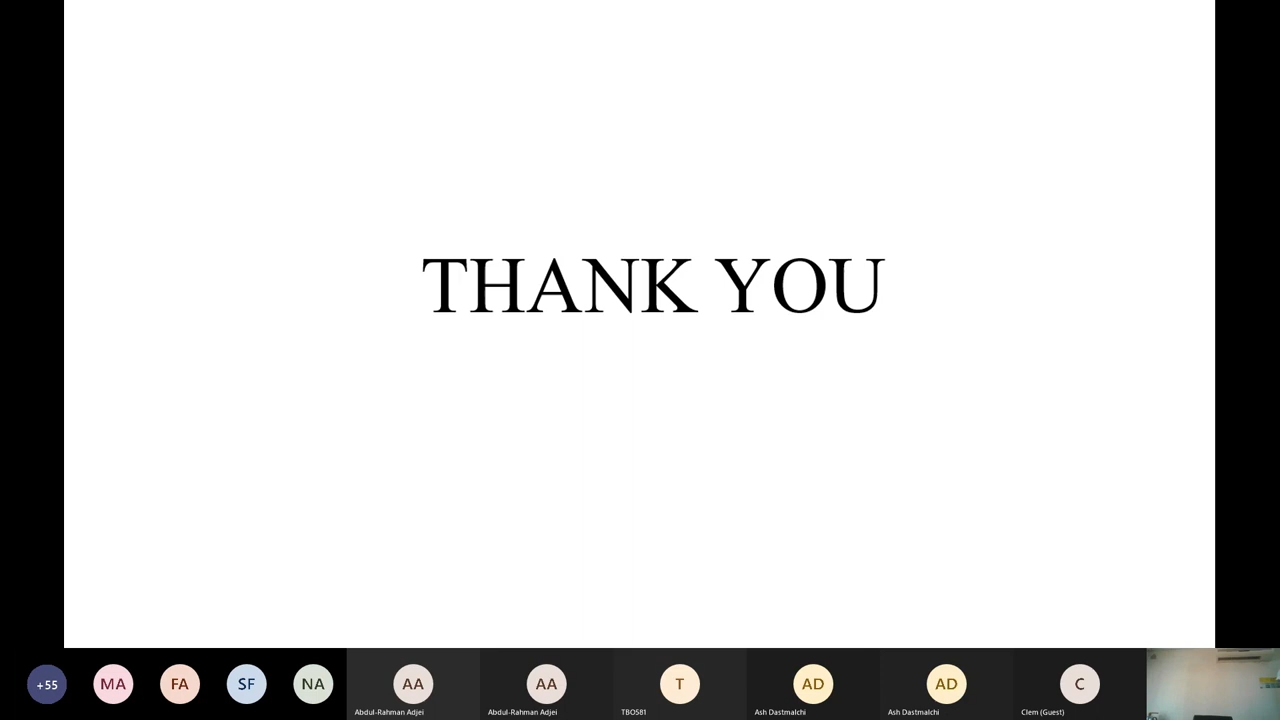 THANK YOU
+55
MA
FA
SF
NA
AA
AA
T
AD
AD
C
Abdul-Rahman Adjei
Abdul-Rahman Adjei
TBO581
Ash Dastmalchi
Ash Dastmalchi
Clem (Guest)